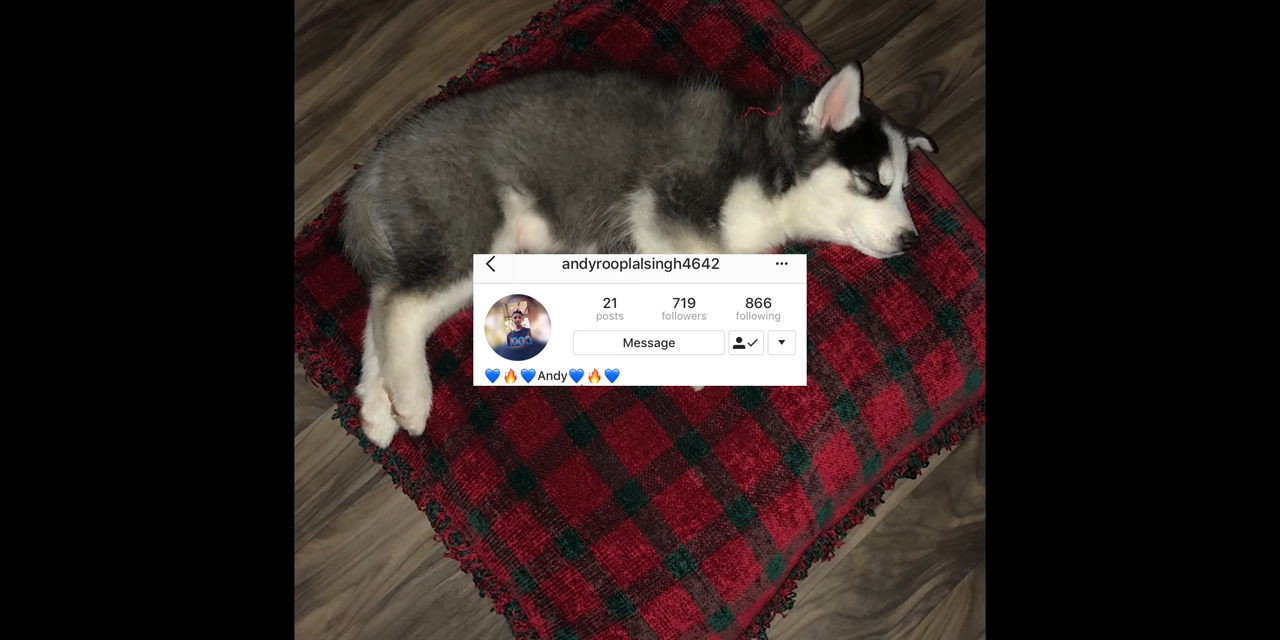 andyrooplalsingh4642
21 719 866
posts followers following
Message
💙🔥💙Andy💙🔥💙